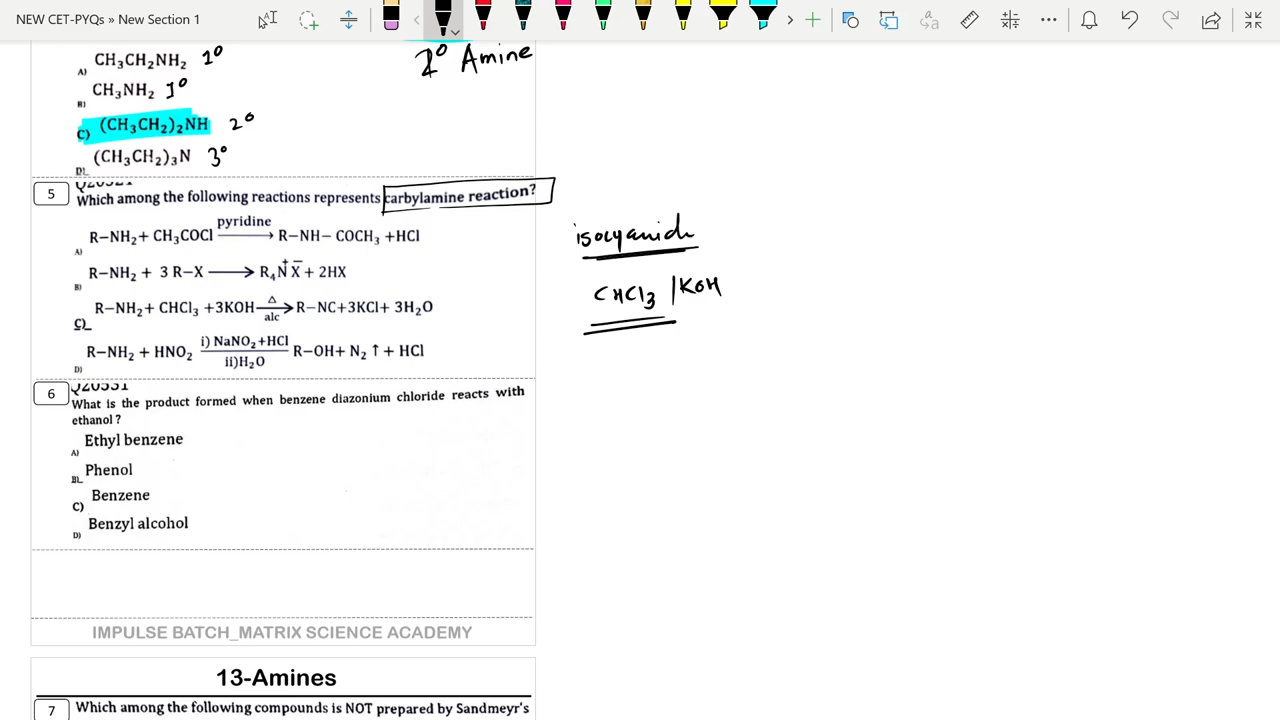 NEW CET-PYQs » New Section 1
A) CH₃CH₂NH₂ 1°
2° Amine
B) CH₃NH₂ 1°
C) (CH₃CH₂)₂NH 2°
D) (CH₃CH₂)₃N 3°
5
Which among the following reactions represents carbylamine reaction?
A) R–NH₂+ CH₃COCl pyridine⟶ R–NH– COCH₃ +HCl
isocyanide
B) R–NH₂ + 3 R–X ⟶ R₄N⁺ X⁻ + 2HX
CHCl₃ /KOH
C) R–NH₂+ CHCl₃ +3KOH Δ⟶alc R–NC+3KCl+ 3H₂O
D) R–NH₂ + HNO₂ i) NaNO₂+HCl ii)H₂O R–OH+ N₂ ↑ + HCl
6 Q20531
What is the product formed when benzene diazonium chloride reacts with
ethanol ?
A) Ethyl benzene
B) Phenol
C) Benzene
D) Benzyl alcohol
IMPULSE BATCH_MATRIX SCIENCE ACADEMY
13-Amines
7 Which among the following compounds is NOT prepared by Sandmeyr's